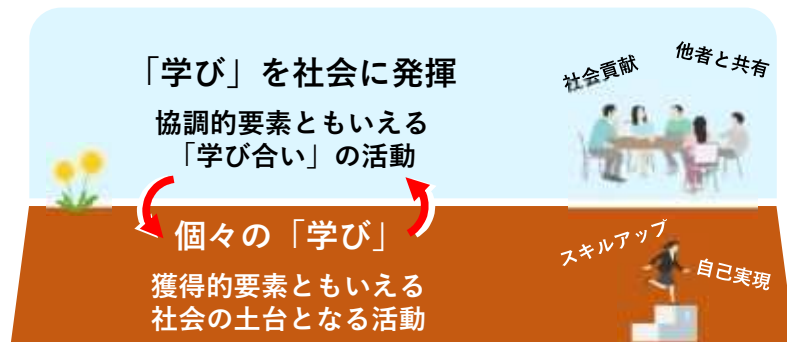 「学び」を社会に発揮
協調的要素ともいえる
「学び合い」の活動
社会貢献
他者と共有
個々の「学び」
獲得的要素ともいえる
社会の土台となる活動
スキルアップ
自己実現